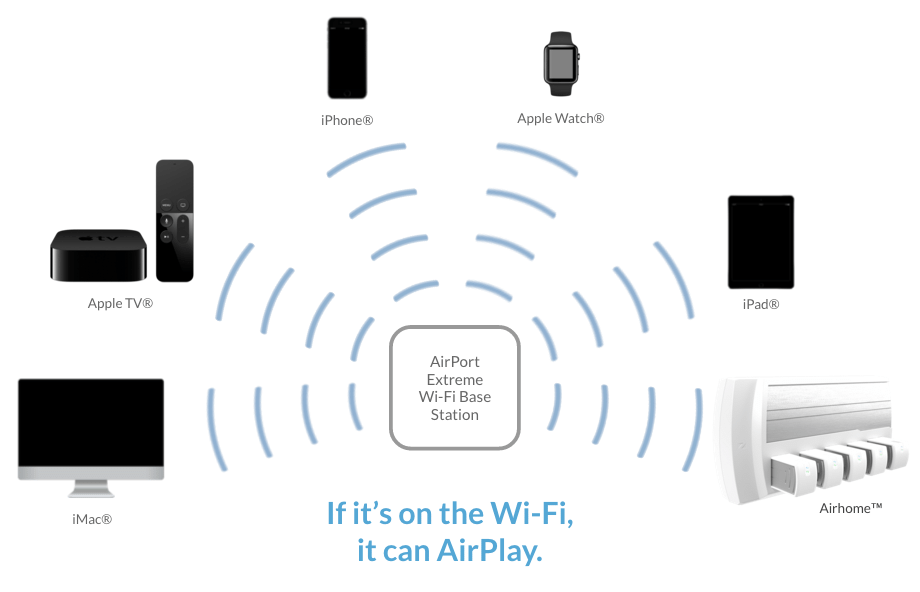 iPhone®
Apple Watch®
tv
Apple TV®
iPad®
AirPort
Extreme
Wi-Fi Base
Station
iMac®
Airhome™
If it's on the Wi-Fi,
it can AirPlay.